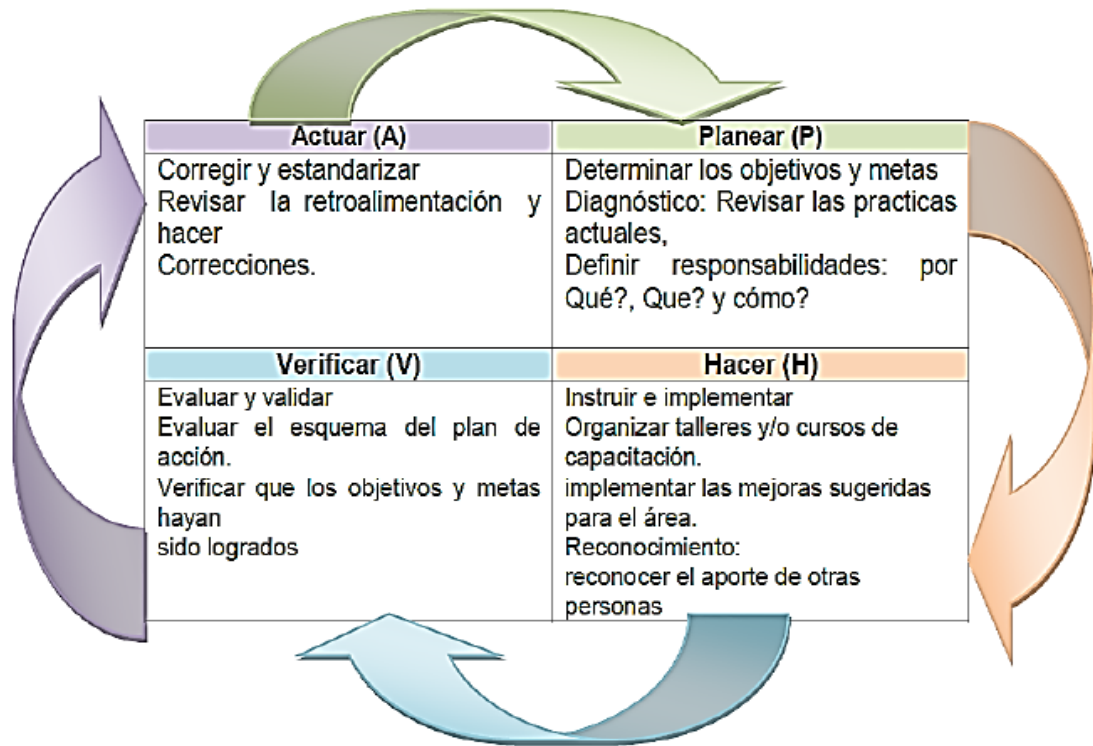 Actuar (A)
Corregir y estandarizar
Revisar la retroalimentación y
hacer
Correcciones.
Planear (P)
Determinar los objetivos y metas
Diagnóstico: Revisar las practicas
actuales,
Definir responsabilidades: por
Qué?, Que? y cómo?
Verificar (V)
Evaluar y validar
Evaluar el esquema del plan de
acción.
Verificar que los objetivos y metas
hayan
sido logrados
Hacer (H)
Instruir e implementar
Organizar talleres y/o cursos de
capacitación.
implementar las mejoras sugeridas
para el área.
Reconocimiento:
reconocer el aporte de otras
personas